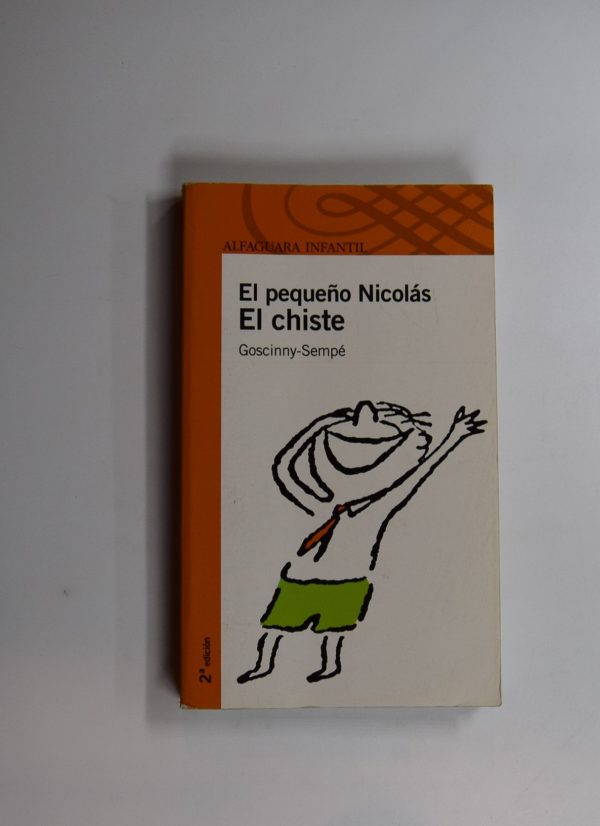 ALFAGUARA INFANTIL
El pequeño Nicolás
El chiste
Goscinny-Sempé
2ª edición